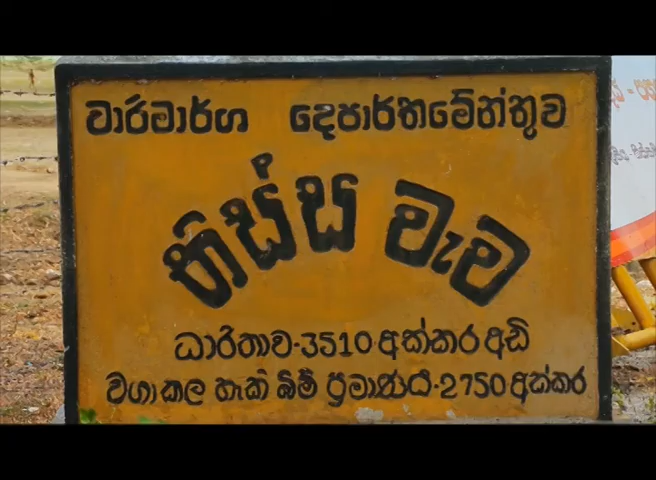 වාරිමාර්ග දෙපාර්තමේන්තුව
තිස්ස වැව
ධාරිතාව-3510 අක්කර අඩි
වගාකල හැකි බිම් ප්‍රමාණය-2750 අක්කර